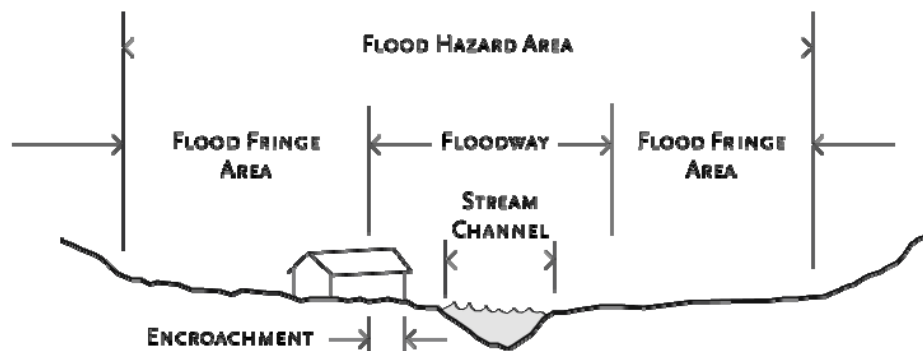 FLOOD HAZARD AREA
FLOOD FRINGE
AREA
FLOODWAY
FLOOD FRINGE
AREA
STREAM
CHANNEL
ENCROACHMENT